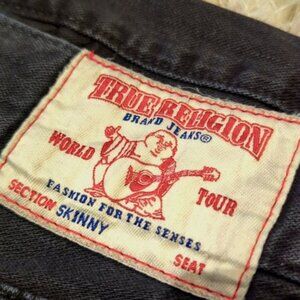 TRUE RELIGION
BRAND JEANS®
WORLD TOUR
FASHION FOR THE SENSES
SECTION SKINNY SEAT